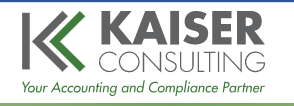 KAISER
CONSULTING
Your Accounting and Compliance Partner